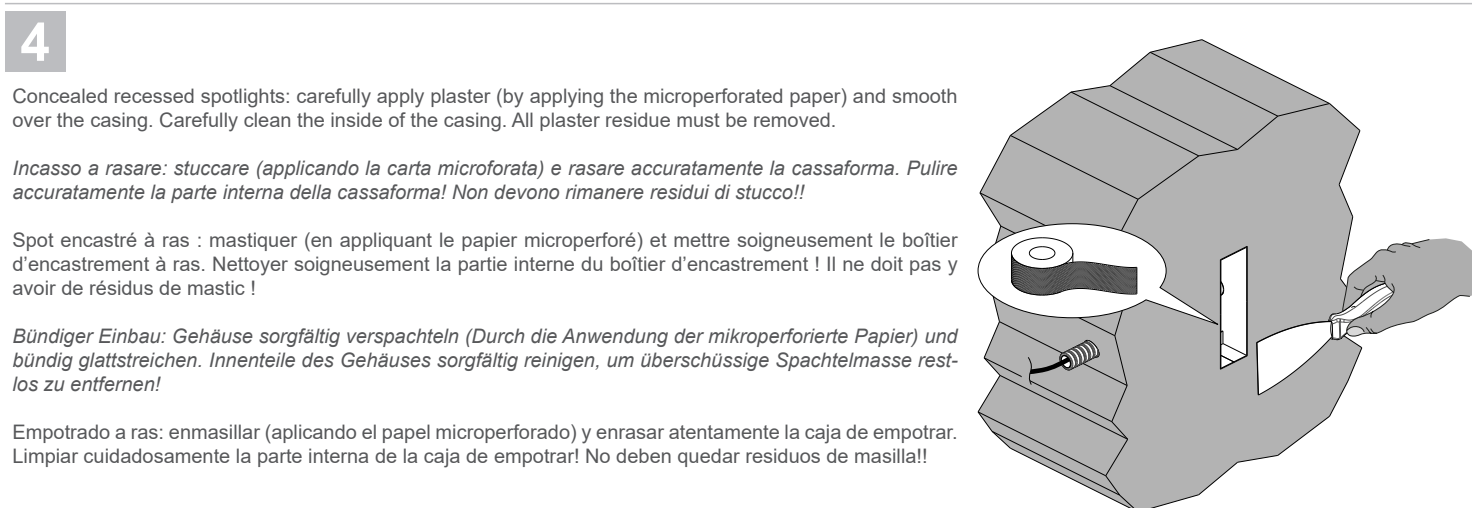 4
Concealed recessed spotlights: carefully apply plaster (by applying the microperforated paper) and smooth
over the casing. Carefully clean the inside of the casing. All plaster residue must be removed.
Incasso a rasare: stuccare (applicando la carta microforata) e rasare accuratamente la cassaforma. Pulire
accuratamente la parte interna della cassaforma! Non devono rimanere residui di stucco!!
Spot encastré à ras : mastiquer (en appliquant le papier microperforé) et mettre soigneusement le boîtier
d'encastrement à ras. Nettoyer soigneusement la partie interne du boîtier d'encastrement ! Il ne doit pas y
avoir de résidus de mastic !
Bündiger Einbau: Gehäuse sorgfältig verspachteln (Durch die Anwendung der mikroperforierte Papier) und
bündig glattstreichen. Innenteile des Gehäuses sorgfältig reinigen, um überschüssige Spachtelmasse rest-
los zu entfernen!
Empotrado a ras: enmasillar (aplicando el papel microperforado) y enrasar atentamente la caja de empotrar.
Limpiar cuidadosamente la parte interna de la caja de empotrar! No deben quedar residuos de masilla!!